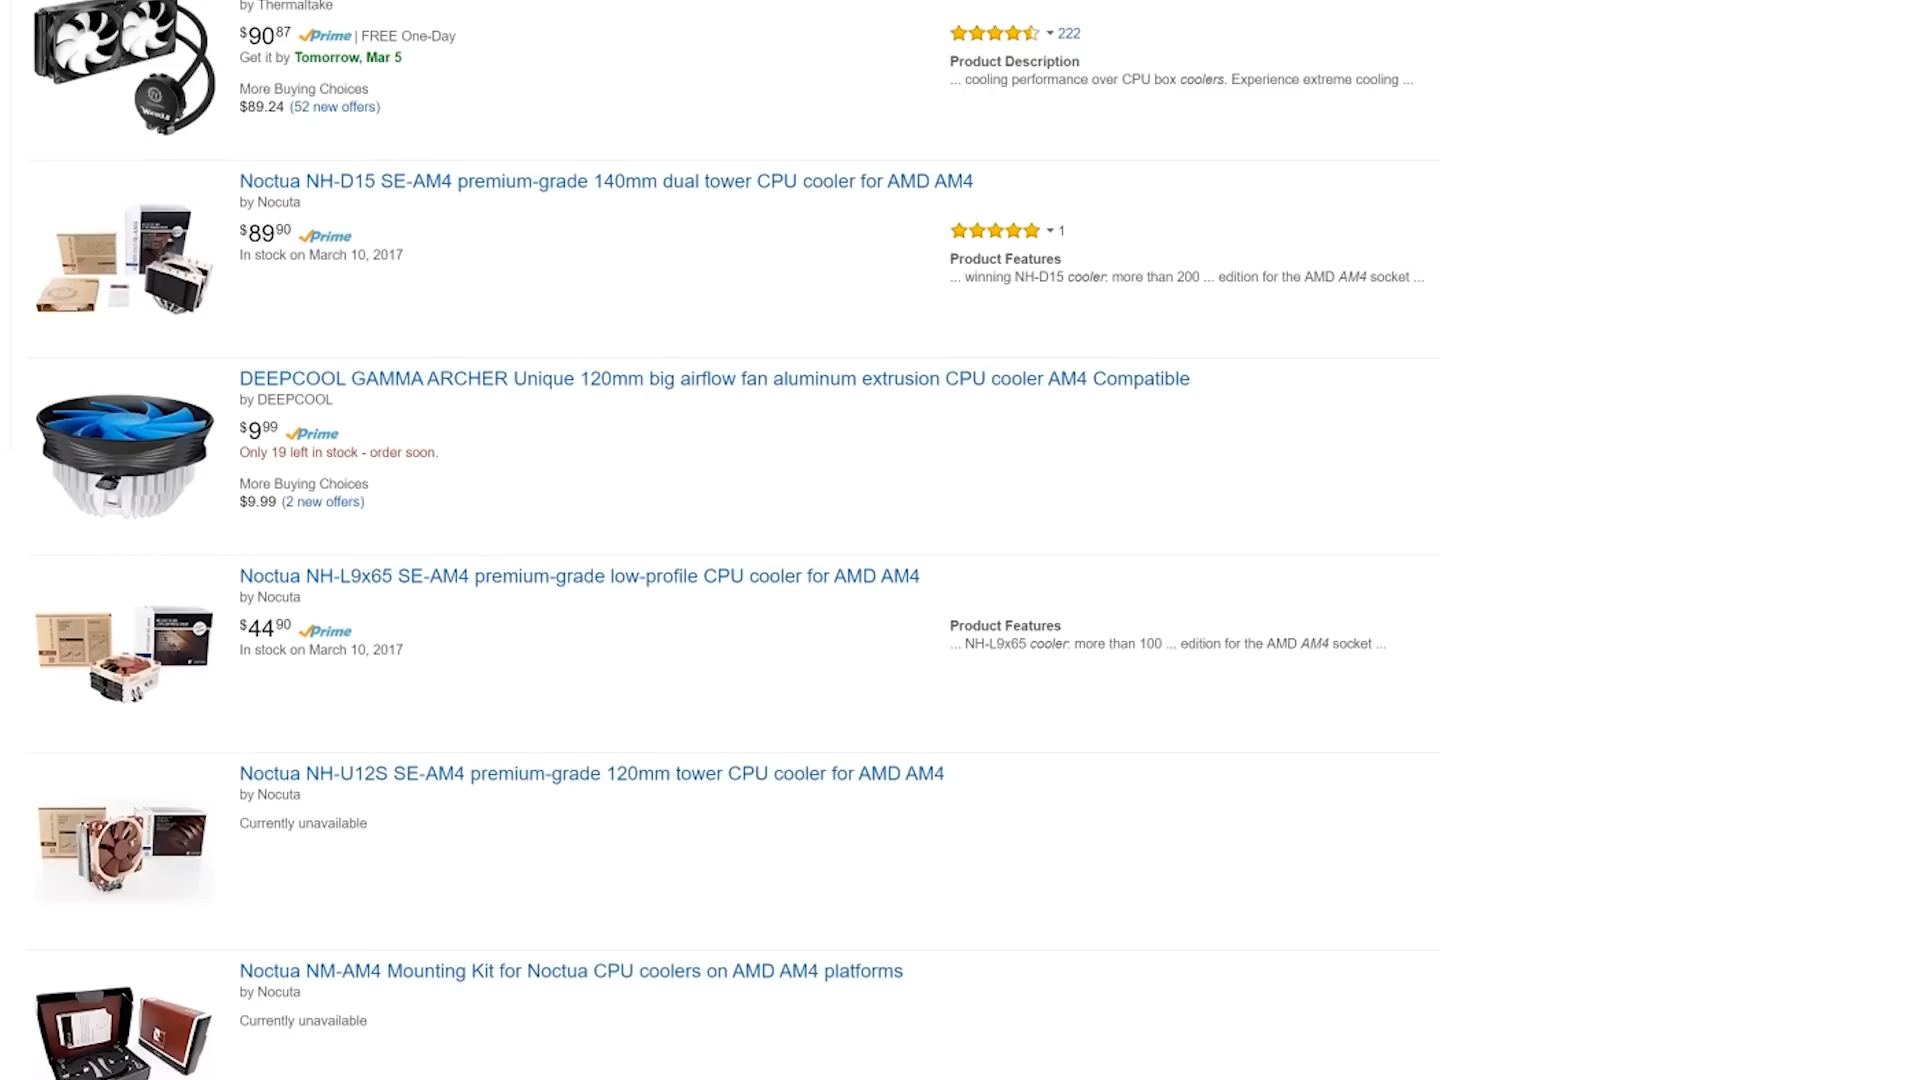 by Thermaltake
$90 87 Prime | FREE One-Day
Get it by Tomorrow, Mar 5
More Buying Choices
$89.24 (52 new offers)
222
Product Description
... cooling performance over CPU box coolers. Experience extreme cooling ...
Noctua NH-D15 SE-AM4 premium-grade 140mm dual tower CPU cooler for AMD AM4
by Nocuta
$89 90 Prime
In stock on March 10, 2017
1
Product Features
... winning NH-D15 cooler: more than 200 ... edition for the AMD AM4 socket ...
DEEPCOOL GAMMA ARCHER Unique 120mm big airflow fan aluminum extrusion CPU cooler AM4 Compatible
by DEEPCOOL
$9 99 Prime
Only 19 left in stock - order soon.
More Buying Choices
$9.99 (2 new offers)
Noctua NH-L9x65 SE-AM4 premium-grade low-profile CPU cooler for AMD AM4
by Nocuta
$44 90 Prime
In stock on March 10, 2017
Product Features
... NH-L9x65 cooler: more than 100 ... edition for the AMD AM4 socket ...
Noctua NH-U12S SE-AM4 premium-grade 120mm tower CPU cooler for AMD AM4
by Nocuta
Currently unavailable
Noctua NM-AM4 Mounting Kit for Noctua CPU coolers on AMD AM4 platforms
by Nocuta
Currently unavailable